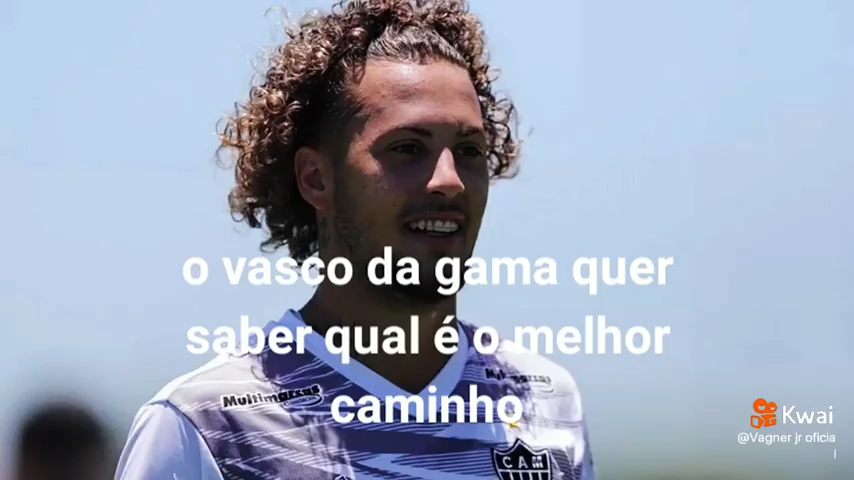 o vasco da gama quer
saber qual é o melhor
caminho
Multimarcas
CAM
Kwai
@Vagner jr oficia
l